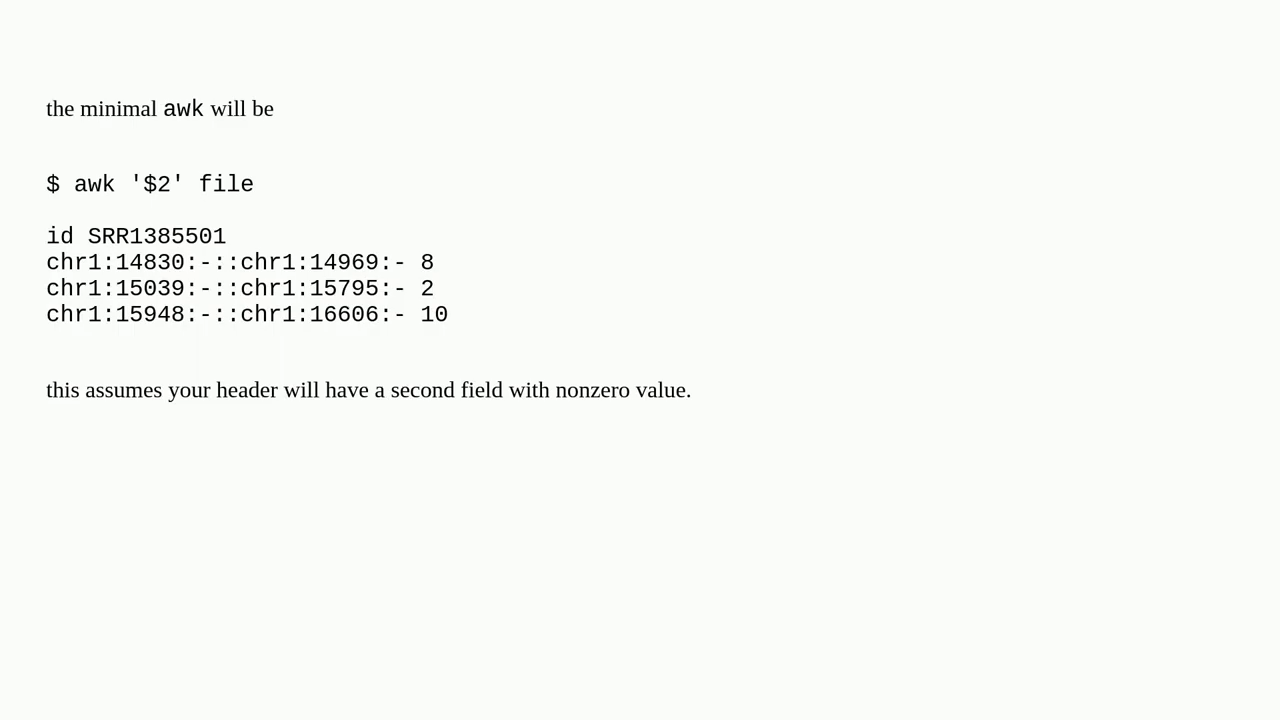 the minimal awk will be
$ awk '$2' file
id SRR1385501
chr1:14830:-::chr1:14969:- 8
chr1:15039:-::chr1:15795:- 2
chr1:15948:-::chr1:16606:- 10
this assumes your header will have a second field with nonzero value.